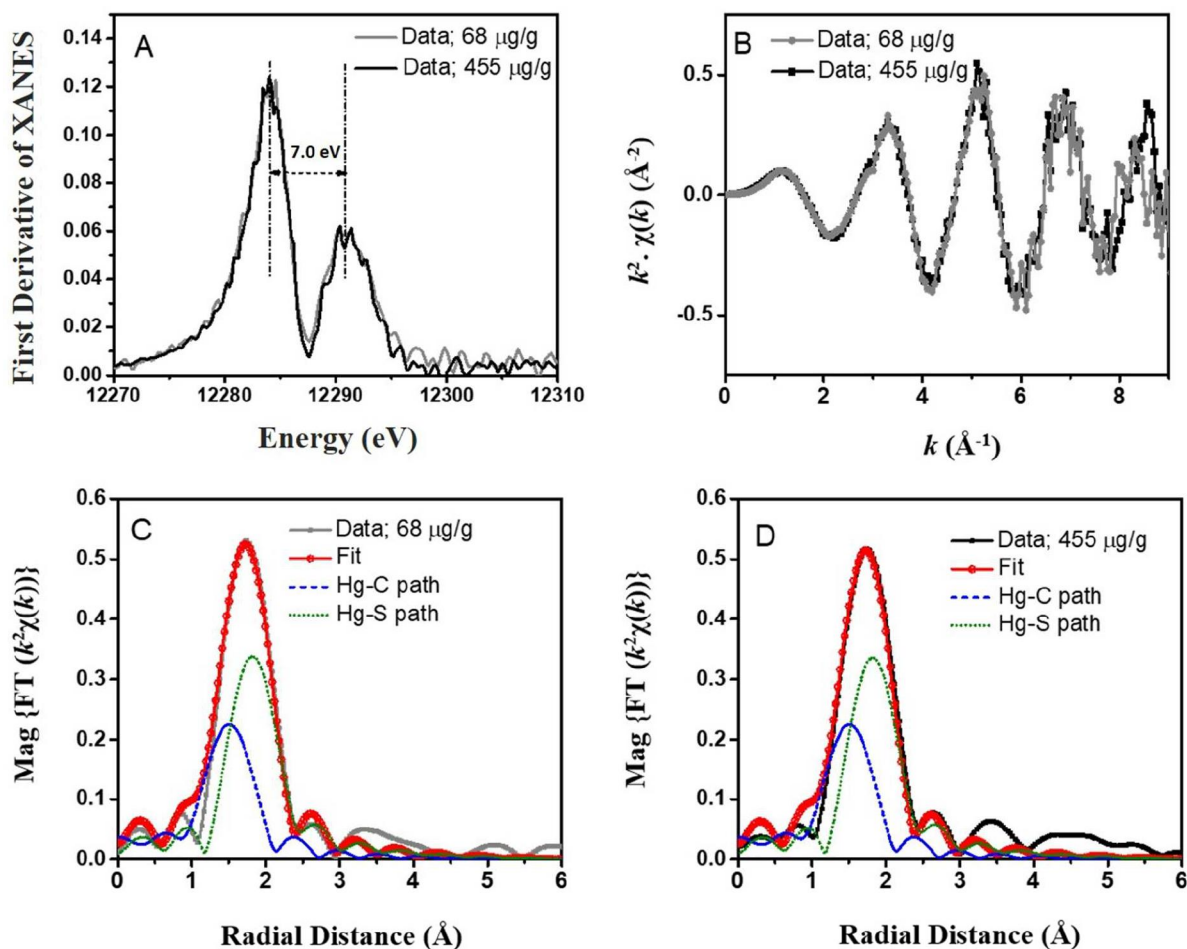 A
Data; 68 μg/g
Data; 455 μg/g
7.0 eV
First Derivative of XANES
0.14
0.12
0.10
0.08
0.06
0.04
0.02
0.00
12270 12280 12290 12300 12310
Energy (eV)
B
Data; 68 μg/g
Data; 455 μg/g
k². χ(k) (Å⁻²)
0.5
0.0
-0.5
0 2 4 6 8
k (Å⁻¹)
C
Data; 68 μg/g
Fit
Hg-C path
Hg-S path
Mag {FT (k²χ(k))}
0.6
0.5
0.4
0.3
0.2
0.1
0.0
0 1 2 3 4 5 6
Radial Distance (Å)
D
Data; 455 μg/g
Fit
Hg-C path
Hg-S path
Mag {FT (k²χ(k))}
0.6
0.5
0.4
0.3
0.2
0.1
0.0
0 1 2 3 4 5 6
Radial Distance (Å)